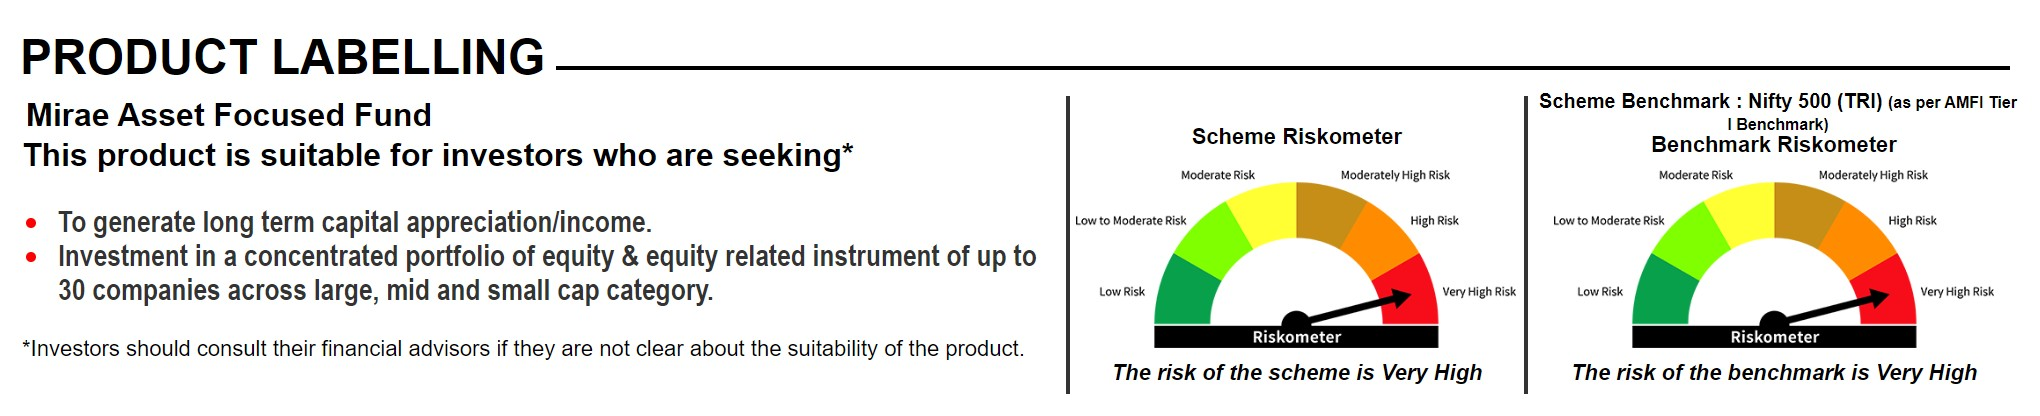 PRODUCT LABELLING
Mirae Asset Focused Fund
This product is suitable for investors who are seeking*
• To generate long term capital appreciation/income.
• Investment in a concentrated portfolio of equity & equity related instrument of up to
30 companies across large, mid and small cap category.
*Investors should consult their financial advisors if they are not clear about the suitability of the product.
Scheme Riskometer
Moderate Risk
Moderately High Risk
Low to Moderate Risk
High Risk
Low Risk
Very High Risk
Riskometer
The risk of the scheme is Very High
Scheme Benchmark : Nifty 500 (TRI) (as per AMFI Tier
I Benchmark)
Benchmark Riskometer
Moderate Risk
Moderately High Risk
Low to Moderate Risk
High Risk
Low Risk
Very High Risk
Riskometer
The risk of the benchmark is Very High